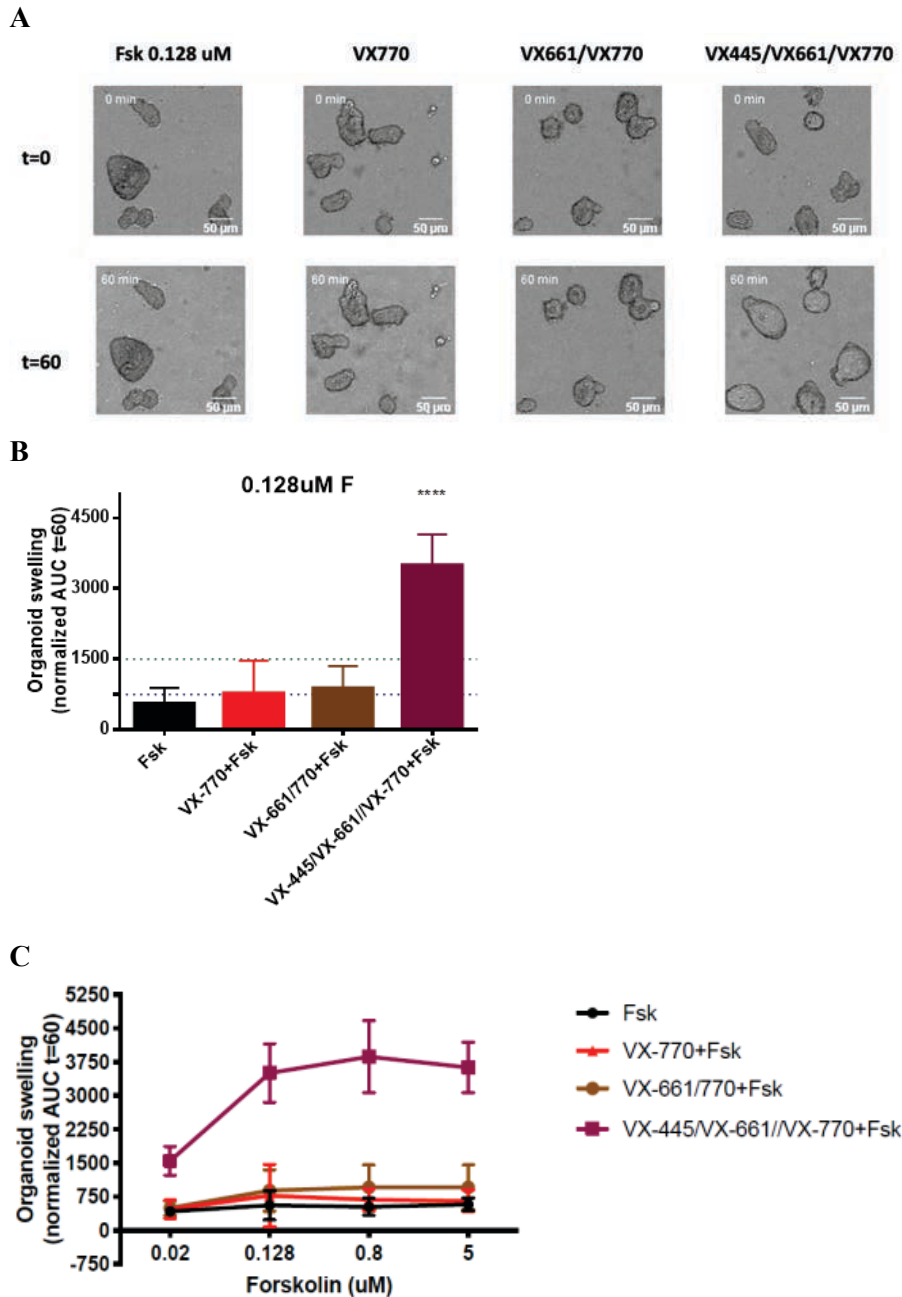 A
Fsk 0.128 uM VX770 VX661/VX770 VX445/VX661/VX770
t=0
0 min 0 min 0 min 0 min
50 µm 50 µm 50 µm 50 µm
t=60
60 min 60 min 60 min 60 min
50 µm 50 µm 50 µm 50 µm
B
0.128uM F
****
Organoid swelling
(normalized AUC t=60)
4500
3000
1500
0
Fsk
VX-770+Fsk
VX-661/770+Fsk
VX-445/VX-661//VX-770+Fsk
C
Organoid swelling
(normalized AUC t=60)
5250
4500
3750
3000
2250
1500
750
0
-750
0.02 0.128 0.8 5
Forskolin (uM)
Fsk
VX-770+Fsk
VX-661/770+Fsk
VX-445/VX-661//VX-770+Fsk